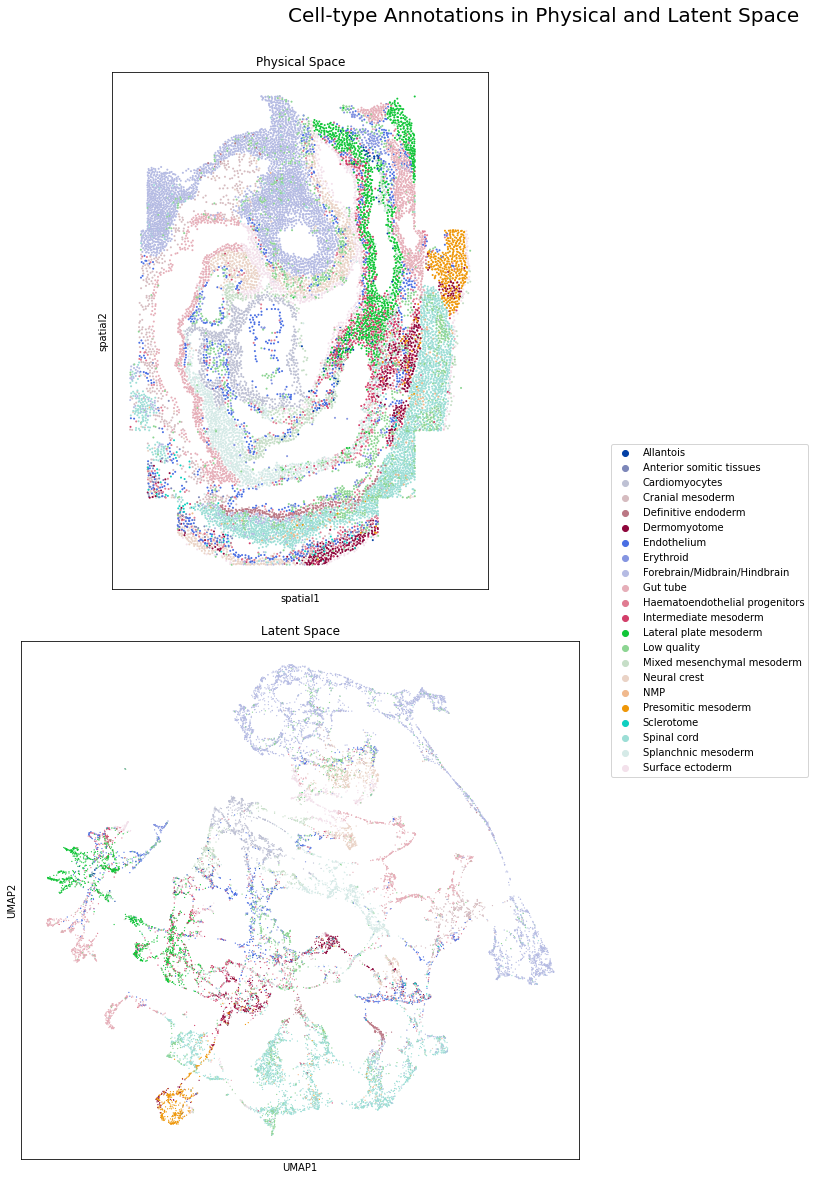 Cell-type Annotations in Physical and Latent Space
Physical Space
spatial2
spatial1
Allantois
Anterior somitic tissues
Cardiomyocytes
Cranial mesoderm
Definitive endoderm
Dermomyotome
Endothelium
Erythroid
Forebrain/Midbrain/Hindbrain
Gut tube
Haematoendothelial progenitors
Intermediate mesoderm
Lateral plate mesoderm
Low quality
Mixed mesenchymal mesoderm
Neural crest
NMP
Presomitic mesoderm
Sclerotome
Spinal cord
Splanchnic mesoderm
Surface ectoderm
Latent Space
UMAP2
UMAP1